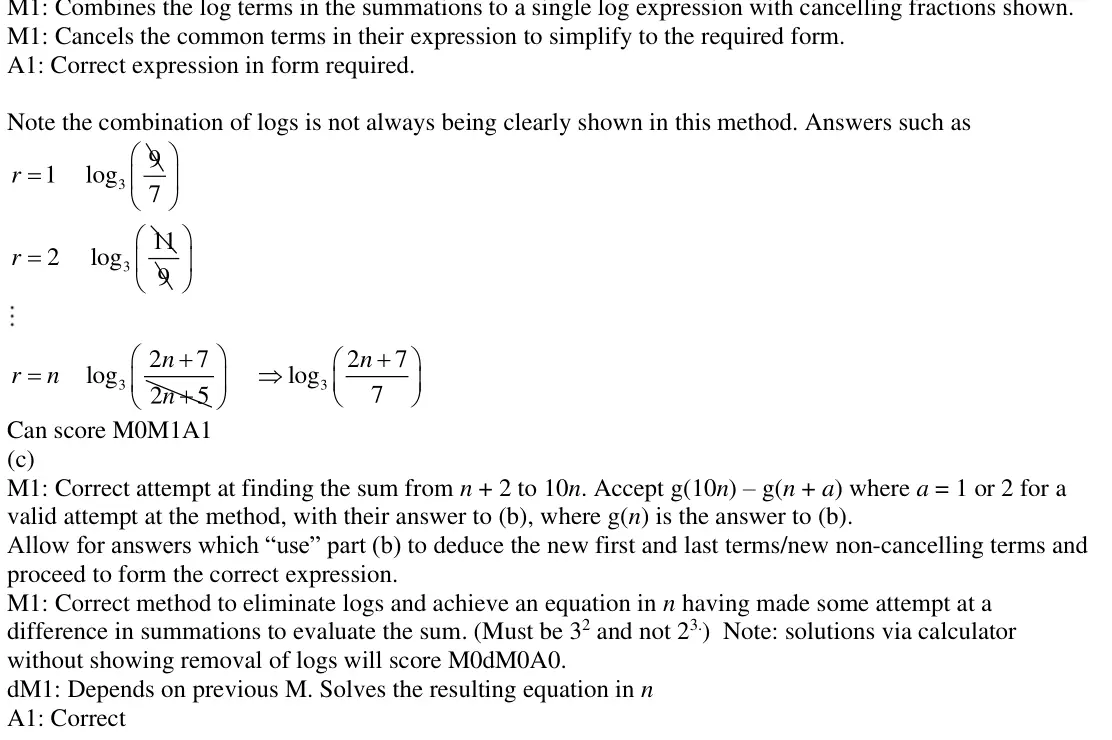 M1: Combines the log terms in the summations to a single log expression with cancelling fractions shown.
M1: Cancels the common terms in their expression to simplify to the required form.
A1: Correct expression in form required.
Note the combination of logs is not always being clearly shown in this method. Answers such as
r = 1 log₃(9/7)
r = 2 log₃(11/9)
⋮
r = n log₃((2n + 7)/(2n + 5)) ⇒ log₃((2n + 7)/7)
Can score M0M1A1
(c)
M1: Correct attempt at finding the sum from n + 2 to 10n. Accept g(10n) – g(n + a) where a = 1 or 2 for a
valid attempt at the method, with their answer to (b), where g(n) is the answer to (b).
Allow for answers which “use” part (b) to deduce the new first and last terms/new non-cancelling terms and
proceed to form the correct expression.
M1: Correct method to eliminate logs and achieve an equation in n having made some attempt at a
difference in summations to evaluate the sum. (Must be 3² and not 2³·) Note: solutions via calculator
without showing removal of logs will score M0dM0A0.
dM1: Depends on previous M. Solves the resulting equation in n
A1: Correct